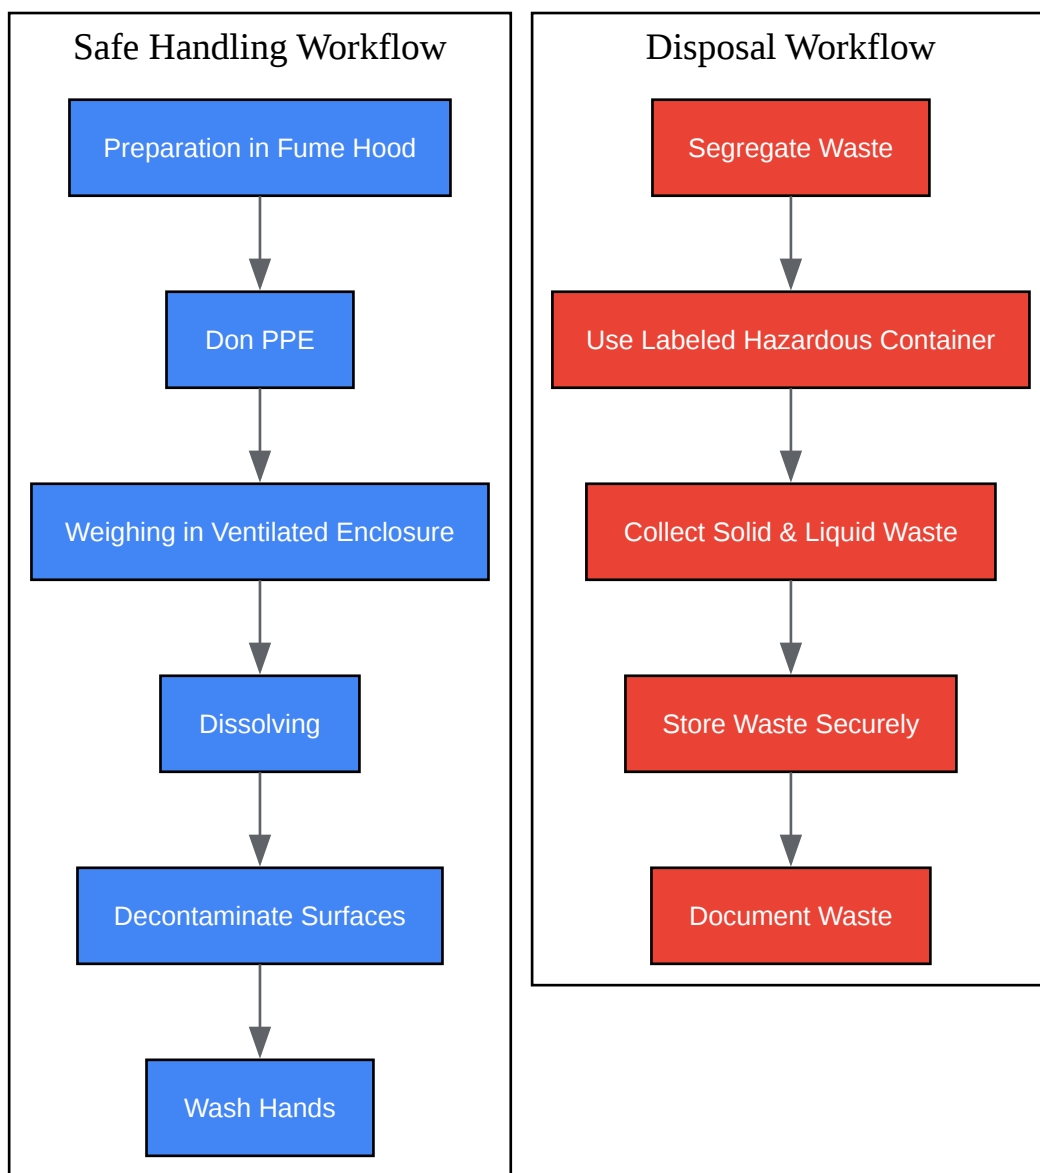 Safe Handling Workflow
Preparation in Fume Hood
Don PPE
Weighing in Ventilated Enclosure
Dissolving
Decontaminate Surfaces
Wash Hands
Disposal Workflow
Segregate Waste
Use Labeled Hazardous Container
Collect Solid & Liquid Waste
Store Waste Securely
Document Waste